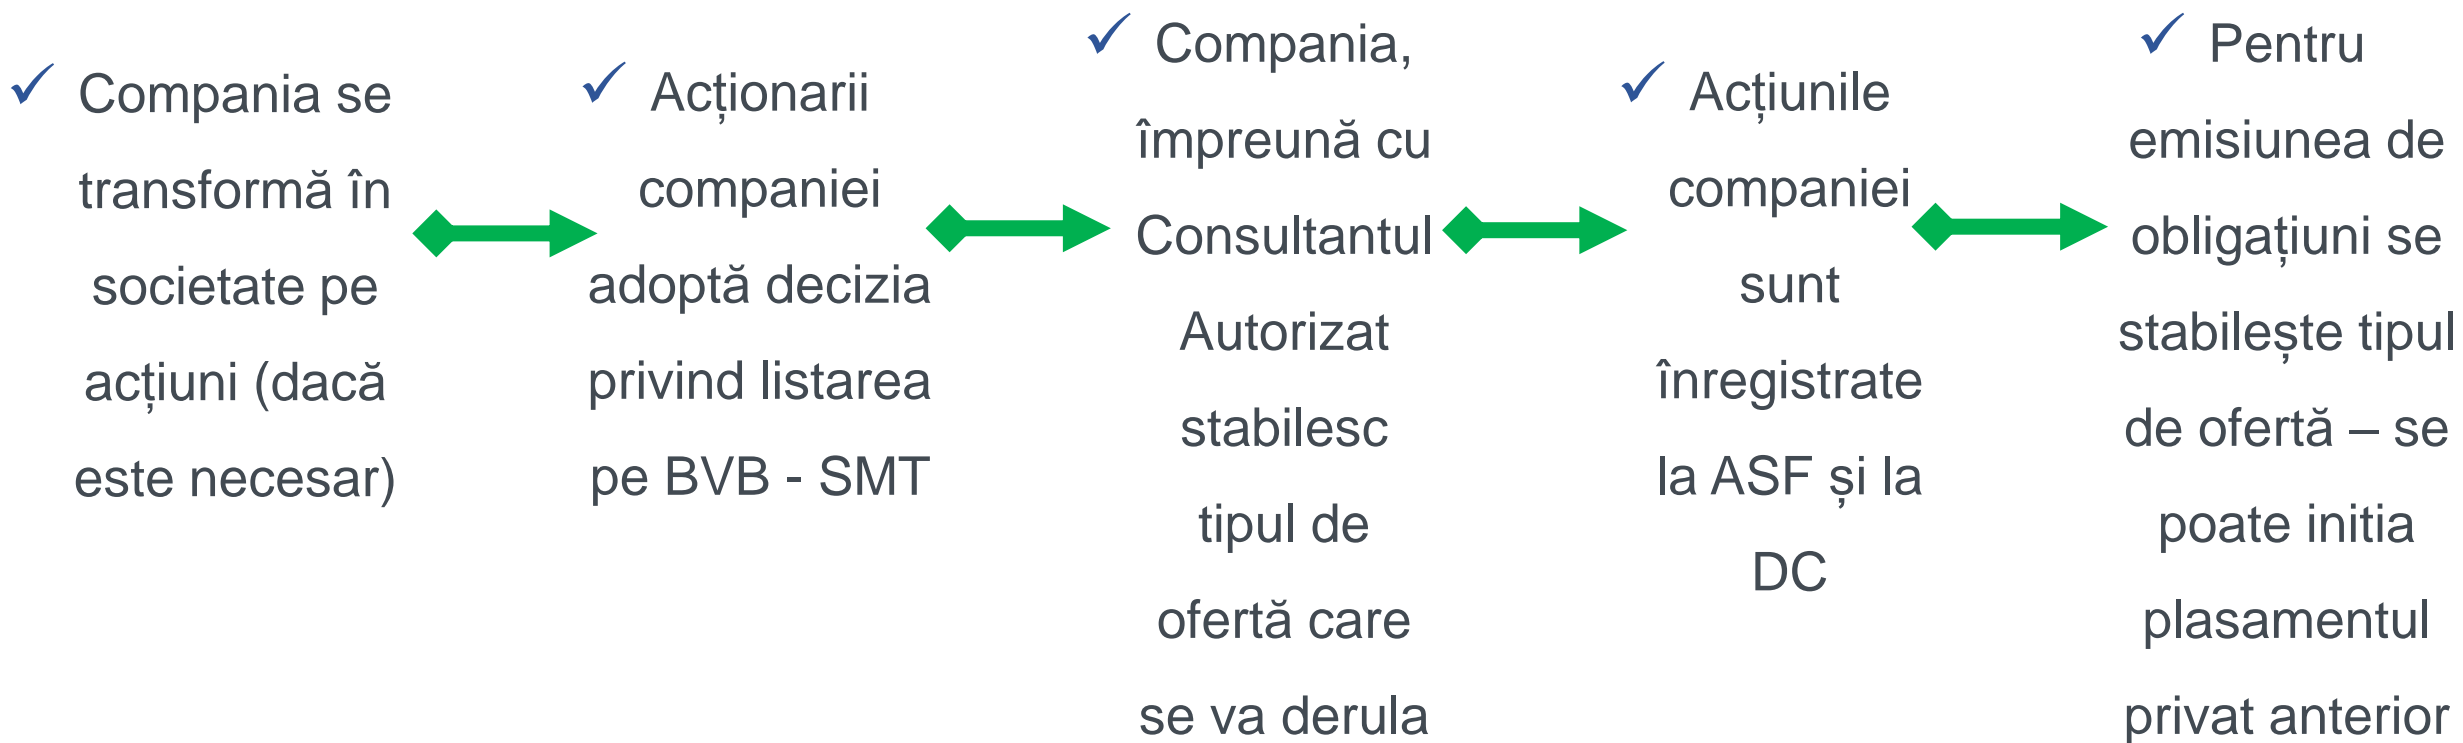 ✓ Compania se
transformă în
societate pe
acțiuni (dacă
este necesar)
✓ Acționarii
companiei
adoptă decizia
privind listarea
pe BVB - SMT
✓ Compania,
împreună cu
Consultantul
Autorizat
stabilesc
tipul de
ofertă care
se va derula
✓ Acțiunile
companiei
sunt
înregistrate
la ASF și la
DC
✓ Pentru
emisiunea de
obligațiuni se
stabilește tipul
de ofertă – se
poate initia
plasamentul
privat anterior